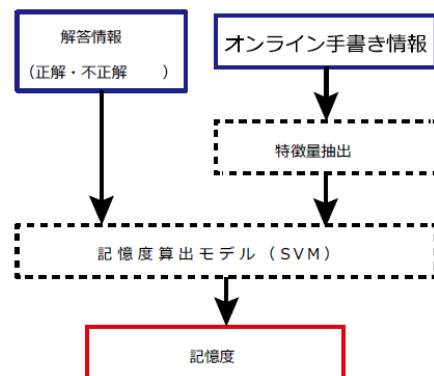 解答情報
(正解・不正解 )
オンライン手書き情報
特徴量抽出
記憶度算出モデル(SVM)
記憶度